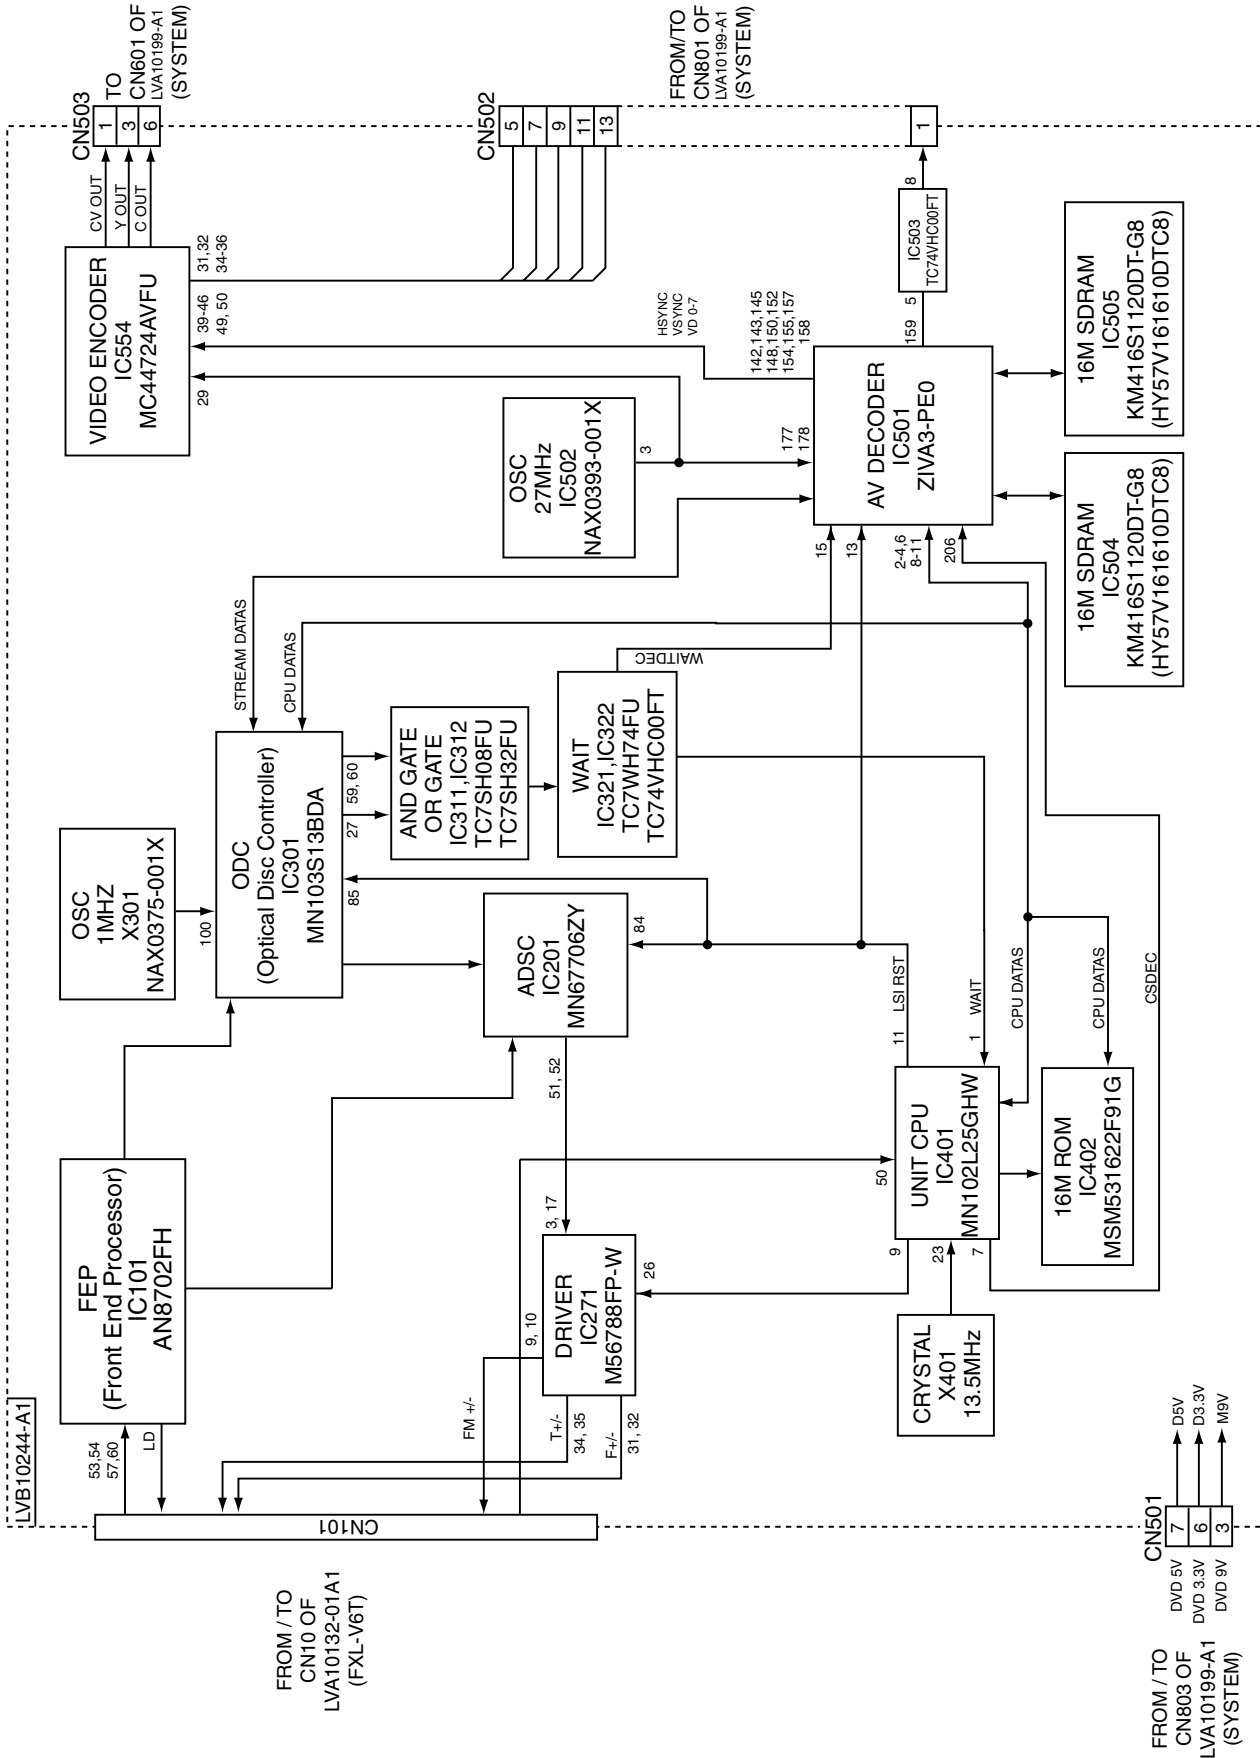 LVB10244-A1
FEP
(Front End Processor)
IC101
AN8702FH
53,54
57,60
LD
CN101
FROM / TO
CN10 OF
LVA10132-01A1
(FXL-V6T)
FM +/-
T+/-
34, 35
F+/-
31, 32
9, 10
DRIVER
IC271
M56788FP-W
3, 17
26
51, 52
OSC
1MHZ
X301
NAX0375-001X
100
ODC
(Optical Disc Controller)
IC301
MN103S13BDA
STREAM DATAS
CPU DATAS
85
27
59, 60
ADSC
IC201
MN67706ZY
84
AND GATE
OR GATE
IC311,IC312
TC7SH08FU
TC7SH32FU
WAIT
IC321,IC322
TC7WH74FU
TC74VHC00FT
WAITDEC
OSC
27MHz
IC502
NAX0393-001X
3
VIDEO ENCODER
IC554
MC44724AVFU
CV OUT
Y OUT
C OUT
29
39-46
49, 50
31,32
34-36
CN503
1
3
6
TO
CN601 OF
LVA10199-A1
(SYSTEM)
CN502
5
7
9
11
13
1
FROM/TO
CN801 OF
LVA10199-A1
(SYSTEM)
HSYNC
VSYNC
VD 0-7
142,143,145
148,150,152
154,155,157
158
177
178
AV DECODER
IC501
ZIVA3-PE0
15
13
2-4,6
8-11
206
159
5
IC503
TC74VHC00FT
8
16M SDRAM
IC504
KM416S1120DT-G8
(HY57V161610DTC8)
16M SDRAM
IC505
KM416S1120DT-G8
(HY57V161610DTC8)
UNIT CPU
IC401
MN102L25GHW
50
11
LSI RST
1
WAIT
CPU DATAS
CPU DATAS
CSDEC
9
23
7
CRYSTAL
X401
13.5MHz
16M ROM
IC402
MSM531622F91G
CN501
7
6
3
DVD 5V
DVD 3.3V
DVD 9V
D5V
D3.3V
M9V
FROM / TO
CN803 OF
LVA10199-A1
(SYSTEM)